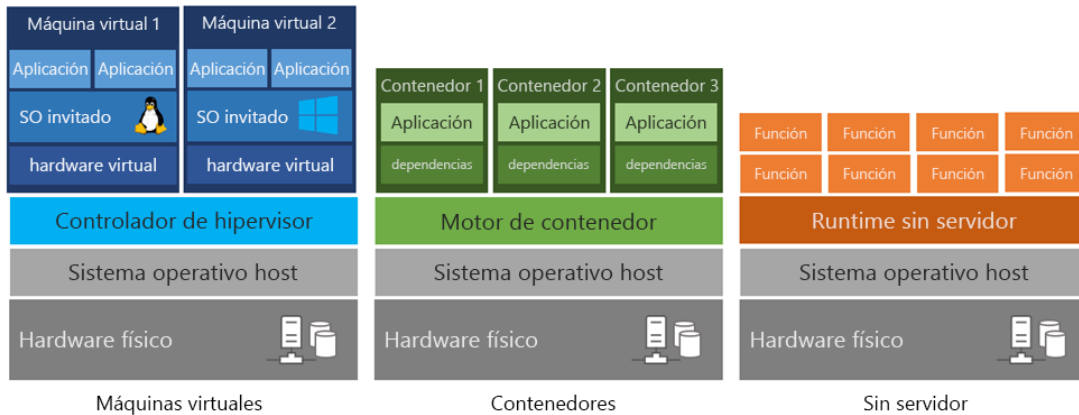 Máquina virtual 1
Aplicación Aplicación
SO invitado
hardware virtual
Máquina virtual 2
Aplicación Aplicación
SO invitado
hardware virtual
Controlador de hipervisor
Sistema operativo host
Hardware físico
Máquinas virtuales
Contenedor 1
Aplicación
dependencias
Contenedor 2
Aplicación
dependencias
Contenedor 3
Aplicación
dependencias
Motor de contenedor
Sistema operativo host
Hardware físico
Contenedores
Función Función Función Función
Función Función Función Función
Runtime sin servidor
Sistema operativo host
Hardware físico
Sin servidor